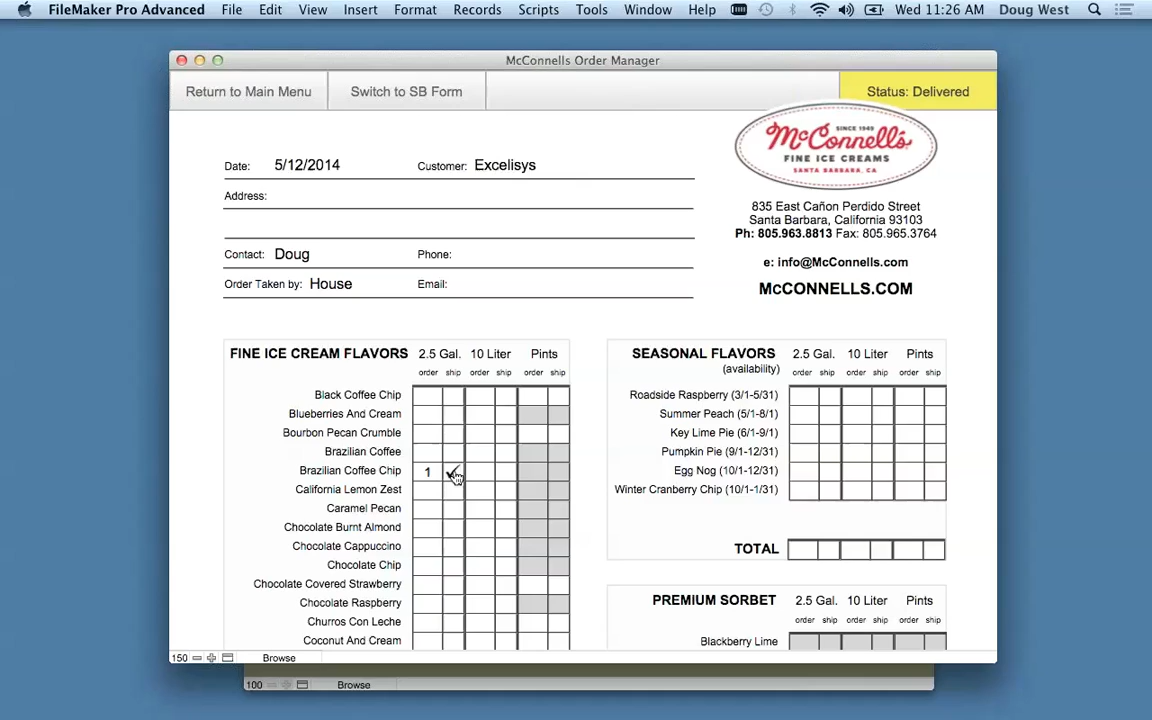 FileMaker Pro Advanced File Edit View Insert Format Records Scripts Tools Window Help Wed 11:26 AM Doug West
McConnells Order Manager
Return to Main Menu Switch to SB Form Status: Delivered
SINCE 1949
McConnell's
FINE ICE CREAMS
SANTA BARBARA, CA
Date: 5/12/2014 Customer: Excelisys
Address:
835 East Cañon Perdido Street
Santa Barbara, California 93103
Ph: 805.963.8813 Fax: 805.965.3764
Contact: Doug Phone:
e: info@McConnells.com
Order Taken by: House Email:
McCONNELLS.COM
FINE ICE CREAM FLAVORS 2.5 Gal. 10 Liter Pints
order ship order ship order ship
Black Coffee Chip
Blueberries And Cream
Bourbon Pecan Crumble
Brazilian Coffee
Brazilian Coffee Chip 1
California Lemon Zest
Caramel Pecan
Chocolate Burnt Almond
Chocolate Cappuccino
Chocolate Chip
Chocolate Covered Strawberry
Chocolate Raspberry
Churros Con Leche
Coconut And Cream
SEASONAL FLAVORS 2.5 Gal. 10 Liter Pints
(availability)
order ship order ship order ship
Roadside Raspberry (3/1-5/31)
Summer Peach (5/1-8/1)
Key Lime Pie (6/1-9/1)
Pumpkin Pie (9/1-12/31)
Egg Nog (10/1-12/31)
Winter Cranberry Chip (10/1-1/31)
TOTAL
PREMIUM SORBET 2.5 Gal. 10 Liter Pints
order ship order ship order ship
Blackberry Lime
150 Browse
100 Browse